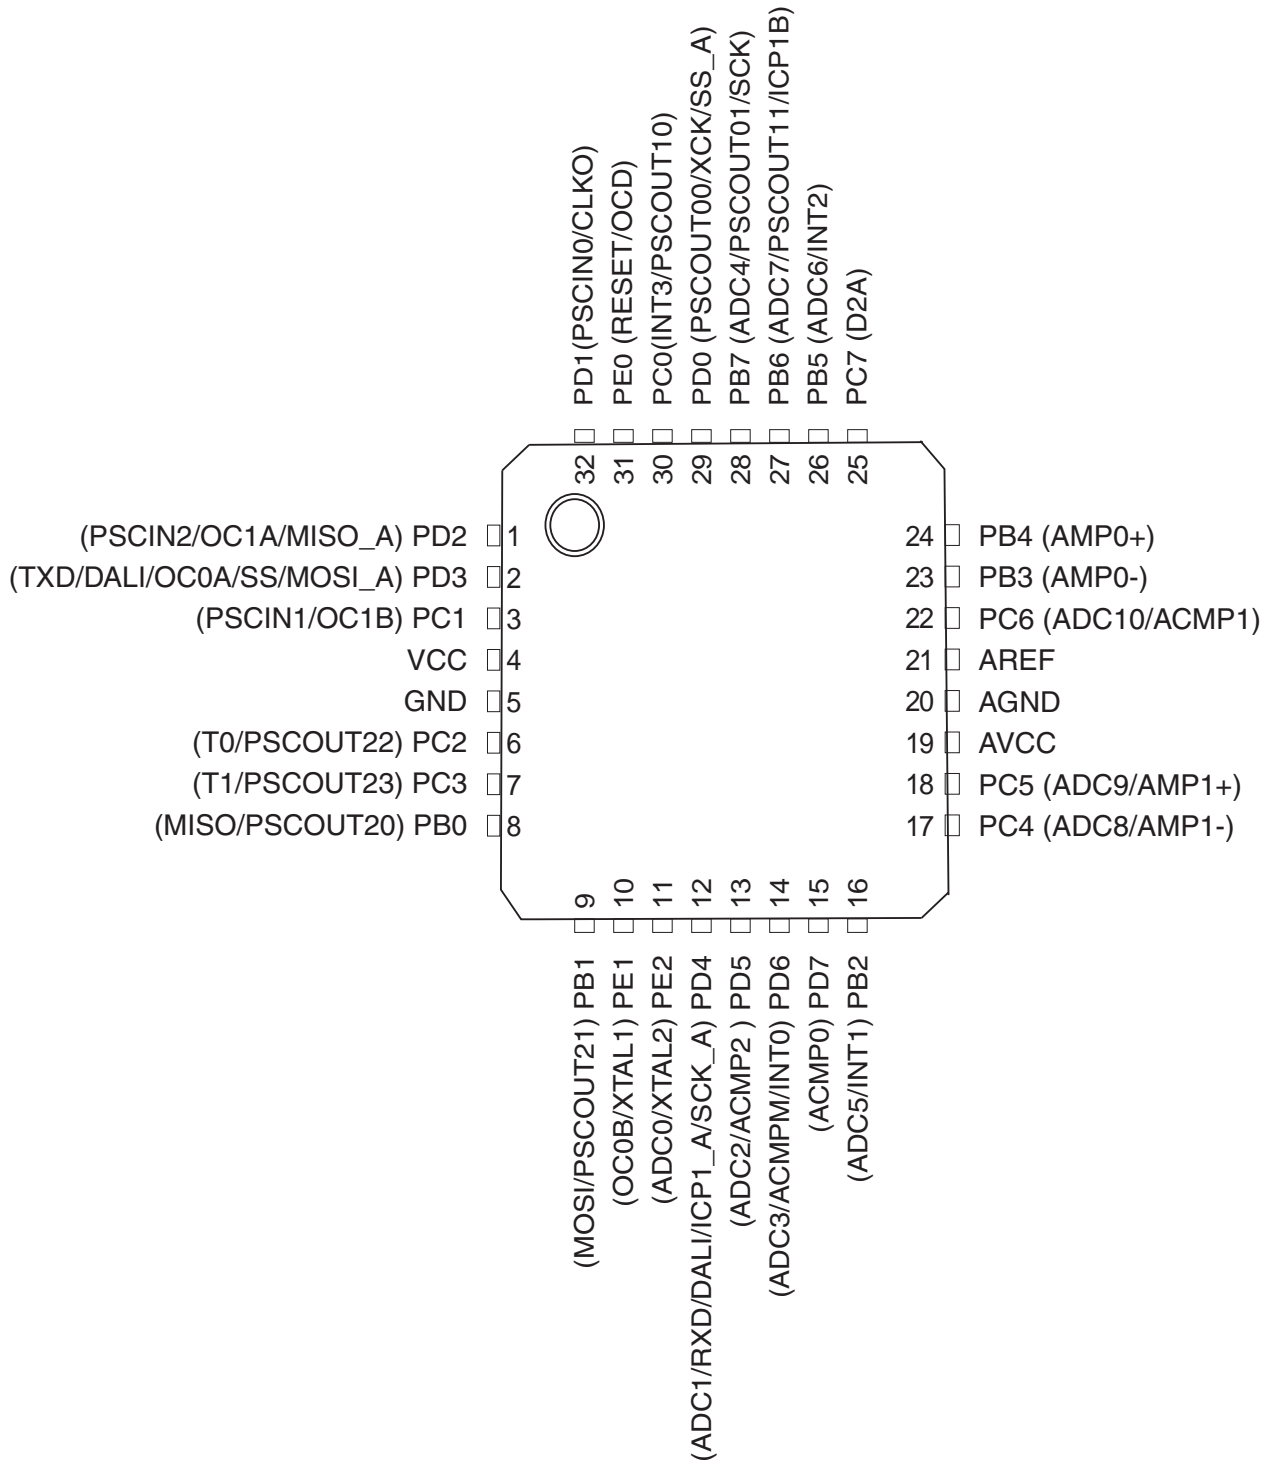 PD1(PSCIN0/CLKO)
PE0 (RESET/OCD)
PC0(INT3/PSCOUT10)
PD0 (PSCOUT00/XCK/SS_A)
PB7 (ADC4/PSCOUT01/SCK)
PB6 (ADC7/PSCOUT11/ICP1B)
PB5 (ADC6/INT2)
PC7 (D2A)
32
31
30
29
28
27
26
25
(PSCIN2/OC1A/MISO_A) PD2 1
(TXD/DALI/OC0A/SS/MOSI_A) PD3 2
(PSCIN1/OC1B) PC1 3
VCC 4
GND 5
(T0/PSCOUT22) PC2 6
(T1/PSCOUT23) PC3 7
(MISO/PSCOUT20) PB0 8
24 PB4 (AMP0+)
23 PB3 (AMP0-)
22 PC6 (ADC10/ACMP1)
21 AREF
20 AGND
19 AVCC
18 PC5 (ADC9/AMP1+)
17 PC4 (ADC8/AMP1-)
9
10
11
12
13
14
15
16
(MOSI/PSCOUT21) PB1
(OC0B/XTAL1) PE1
(ADC0/XTAL2) PE2
(ADC1/RXD/DALI/ICP1_A/SCK_A) PD4
(ADC2/ACMP2 ) PD5
(ADC3/ACMPM/INT0) PD6
(ACMP0) PD7
(ADC5/INT1) PB2